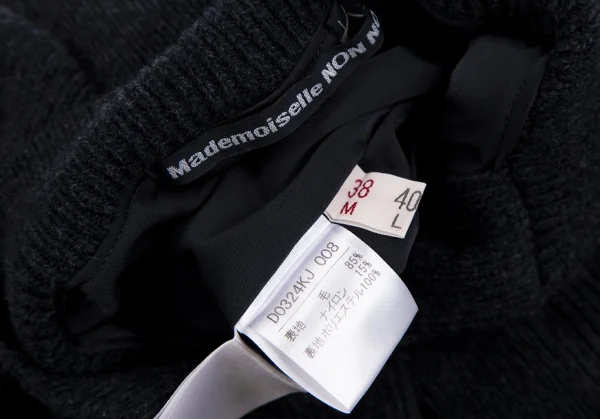 Mademoiselle NON NO
38 40
M L
D0324KJ 008
表地 毛 85%
ナイロン 15%
裏地 ポリエステル 100%